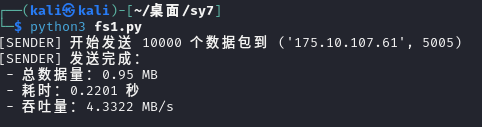 ┌──(kali㉿kali)-[~/桌面/sy7]
└─$ python3 fs1.py
[SENDER] 开始发送 10000 个数据包到 ('175.10.107.61', 5005)
[SENDER] 发送完成:
- 总数据量: 0.95 MB
- 耗时: 0.2201 秒
- 吞吐量: 4.3322 MB/s